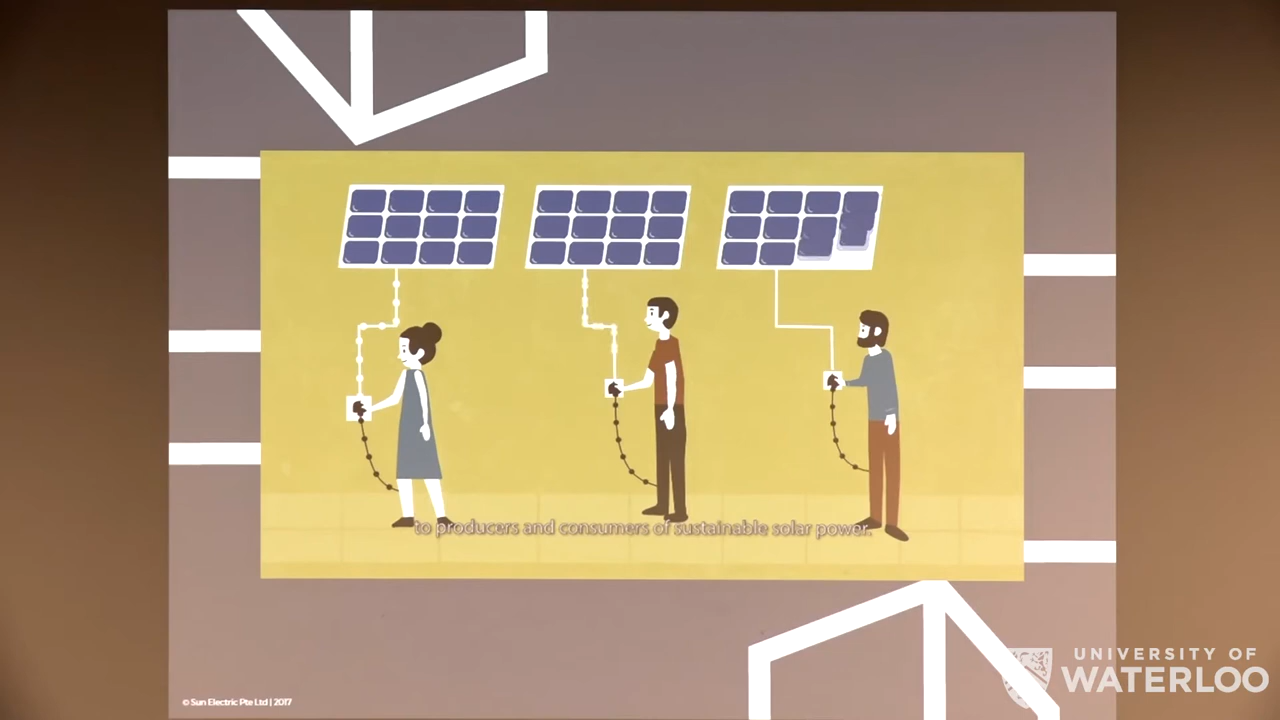 to producers and consumers of sustainable solar power.
© Sun Electric Pte Ltd | 2017
UNIVERSITY OF
WATERLOO